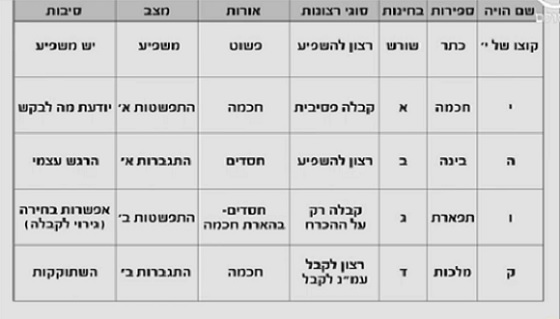 שם הויה ספירות בחינות סוגי רצונות אורות מצב סיבות
קוצו של י׳ כתר שורש רצון להשפיע פשוט משפיע יש משפיע
י חכמה א קבלה פסיבית חכמה התפשטות א׳ יודעת מה לבקש
ה בינה ב רצון להשפיע חסדים התגברות א׳ הרגש עצמי
ו תפארת ג קבלה רק על ההכרח חסדים- בהארת חכמה התפשטות ב׳ אפשרות בחירה (גירוי לקבלה)
ק מלכות ד רצון לקבל עמ״נ לקבל חכמה התגברות ב׳ השתוקקות